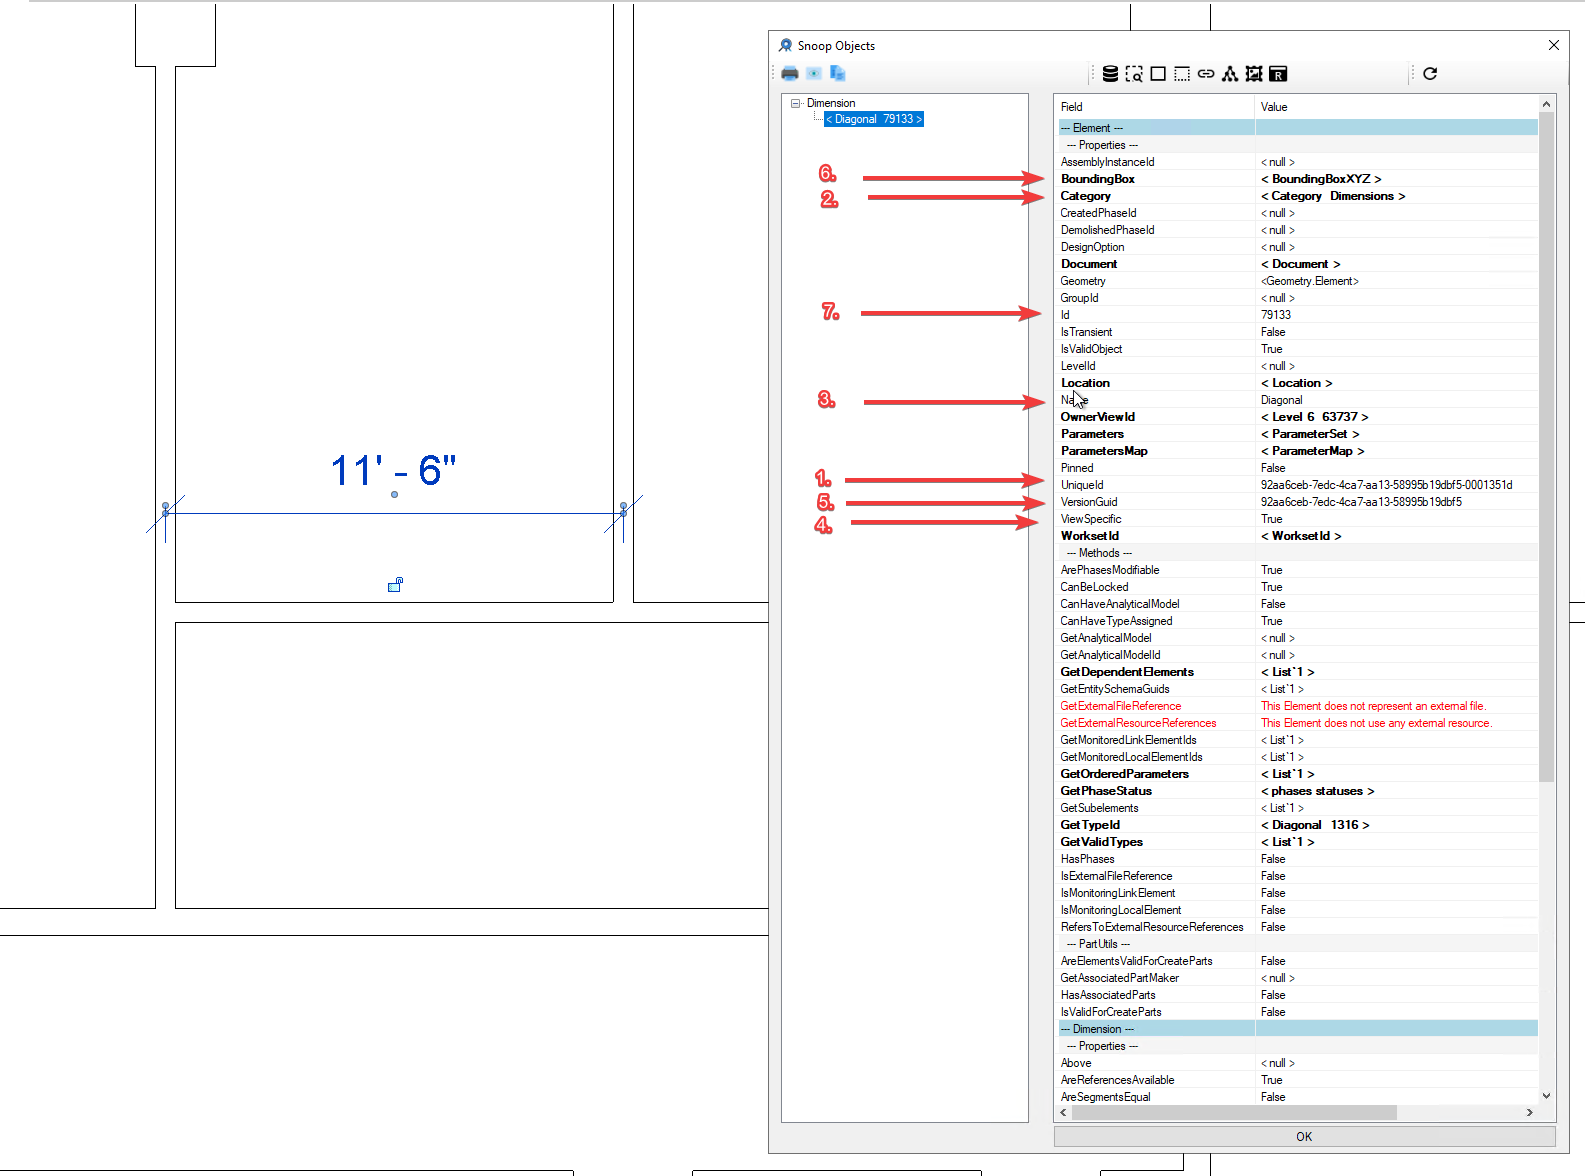 Snoop Objects
R
Dimension
< Diagonal  79133 >
Field Value
--- Element ---
--- Properties ---
AssemblyInstanceId < null >
6. BoundingBox < BoundingBoxXYZ >
2. Category < Category  Dimensions >
CreatedPhaseId < null >
DemolishedPhaseId < null >
DesignOption < null >
Document < Document >
Geometry <Geometry.Element>
GroupId < null >
7. Id 79133
IsTransient False
IsValidObject True
LevelId < null >
Location < Location >
3. Name Diagonal
OwnerViewId < Level 6  63737 >
Parameters < ParameterSet >
ParametersMap < ParameterMap >
Pinned False
1. UniqueId 92aa6ceb-7edc-4ca7-aa13-58995b19dbf5-0001351d
5. VersionGuid 92aa6ceb-7edc-4ca7-aa13-58995b19dbf5
4. ViewSpecific True
WorksetId < WorksetId >
--- Methods ---
ArePhasesModifiable True
CanBeLocked True
CanHaveAnalyticalModel False
CanHaveTypeAssigned True
GetAnalyticalModel < null >
GetAnalyticalModelId < null >
GetDependentElements < List`1 >
GetEntitySchemaGuids < List`1 >
GetExternalFileReference This Element does not represent an external file.
GetExternalResourceReferences This Element does not use any external resource.
GetMonitoredLinkElementIds < List`1 >
GetMonitoredLocalElementIds < List`1 >
GetOrderedParameters < List`1 >
GetPhaseStatus < phases statuses >
GetSubelements < List`1 >
GetTypeId < Diagonal  1316 >
GetValidTypes < List`1 >
HasPhases False
IsExternalFileReference False
IsMonitoringLinkElement False
IsMonitoringLocalElement False
RefersToExternalResourceReferences False
--- PartUtils ---
AreElementsValidForCreateParts False
GetAssociatedPartMaker < null >
HasAssociatedParts False
IsValidForCreateParts False
--- Dimension ---
--- Properties ---
Above < null >
AreReferencesAvailable True
AreSegmentsEqual False
OK
11' - 6"